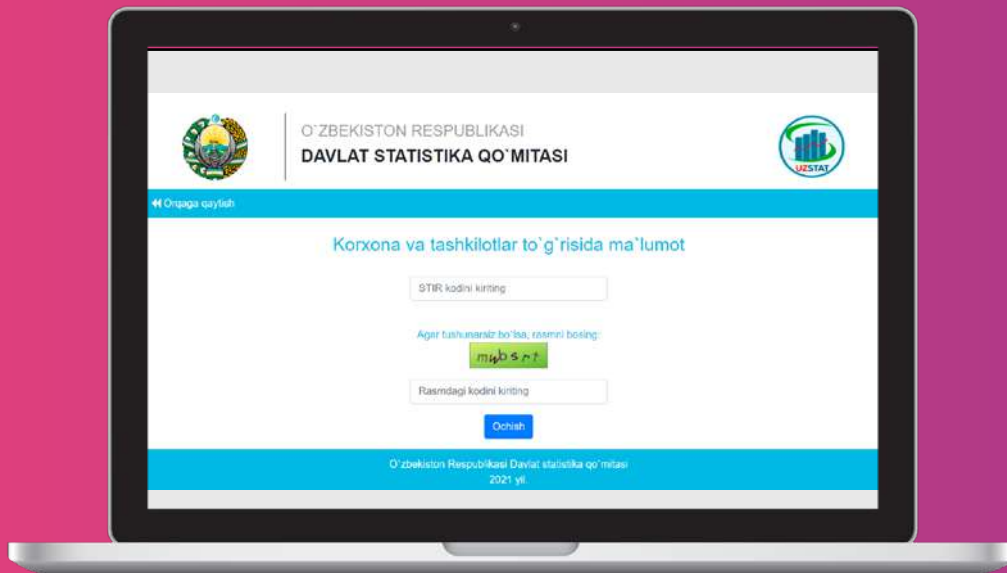 O`ZBEKISTON RESPUBLIKASI
DAVLAT STATISTIKA QO`MITASI
UZSTAT
Orqaga qaytish
Korxona va tashkilotlar to`g`risida ma`lumot
STIR kodini kiriting
Agar tushunarsiz bo`lsa, rasmni bosing:
mwbsrt
Rasmdagi kodini kiriting
Ochish
O`zbekiston Respublikasi Davlat statistika qo`mitasi
2021 yil.